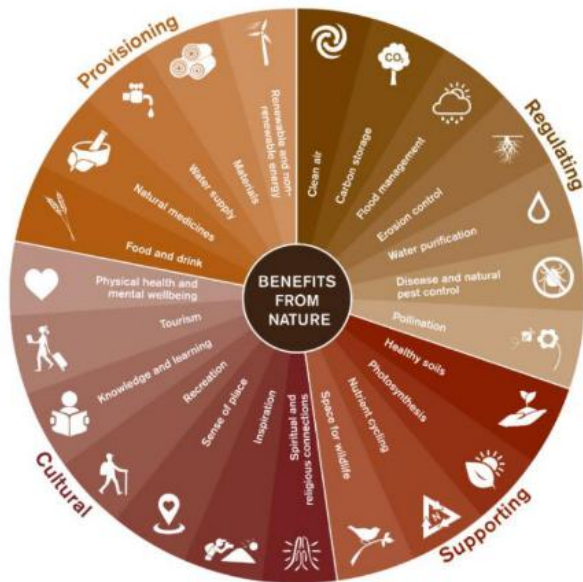 Provisioning
Regulating
Cultural
Supporting
BENEFITS
FROM
NATURE
Clean air
Carbon storage
CO₂
Flood management
Erosion control
Water purification
Disease and natural
pest control
Pollination
Healthy soils
Photosynthesis
Nutrient cycling
N
Space for wildlife
Spiritual and
religious connections
Inspiration
Sense of place
Recreation
Knowledge and learning
Tourism
Physical health and
mental wellbeing
Food and drink
Natural medicines
Water supply
Materials
Renewable and non-
renewable energy